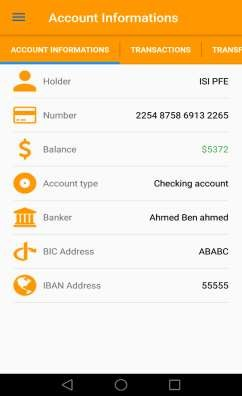 Account Informations
ACCOUNT INFORMATIONS TRANSACTIONS TRANSF
Holder ISI PFE
Number 2254 8758 6913 2265
Balance $5372
Account type Checking account
Banker Ahmed Ben ahmed
BIC Address ABABC
IBAN Address 55555